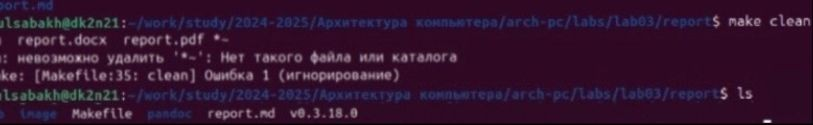 port.md
ulsabakh@dk2n21:~/work/study/2024-2025/Архитектура компьютера/arch-pc/labs/lab03/report$ make clean
report.docx report.pdf *~
: невозможно удалить '*~': Нет такого файла или каталога
ke: [Makefile:35: clean] Ошибка 1 (игнорирование)
ulsabakh@dk2n21:~/work/study/2024-2025/Архитектура компьютера/arch-pc/labs/lab03/report$ ls
image Makefile pandoc report.md v0.3.18.0